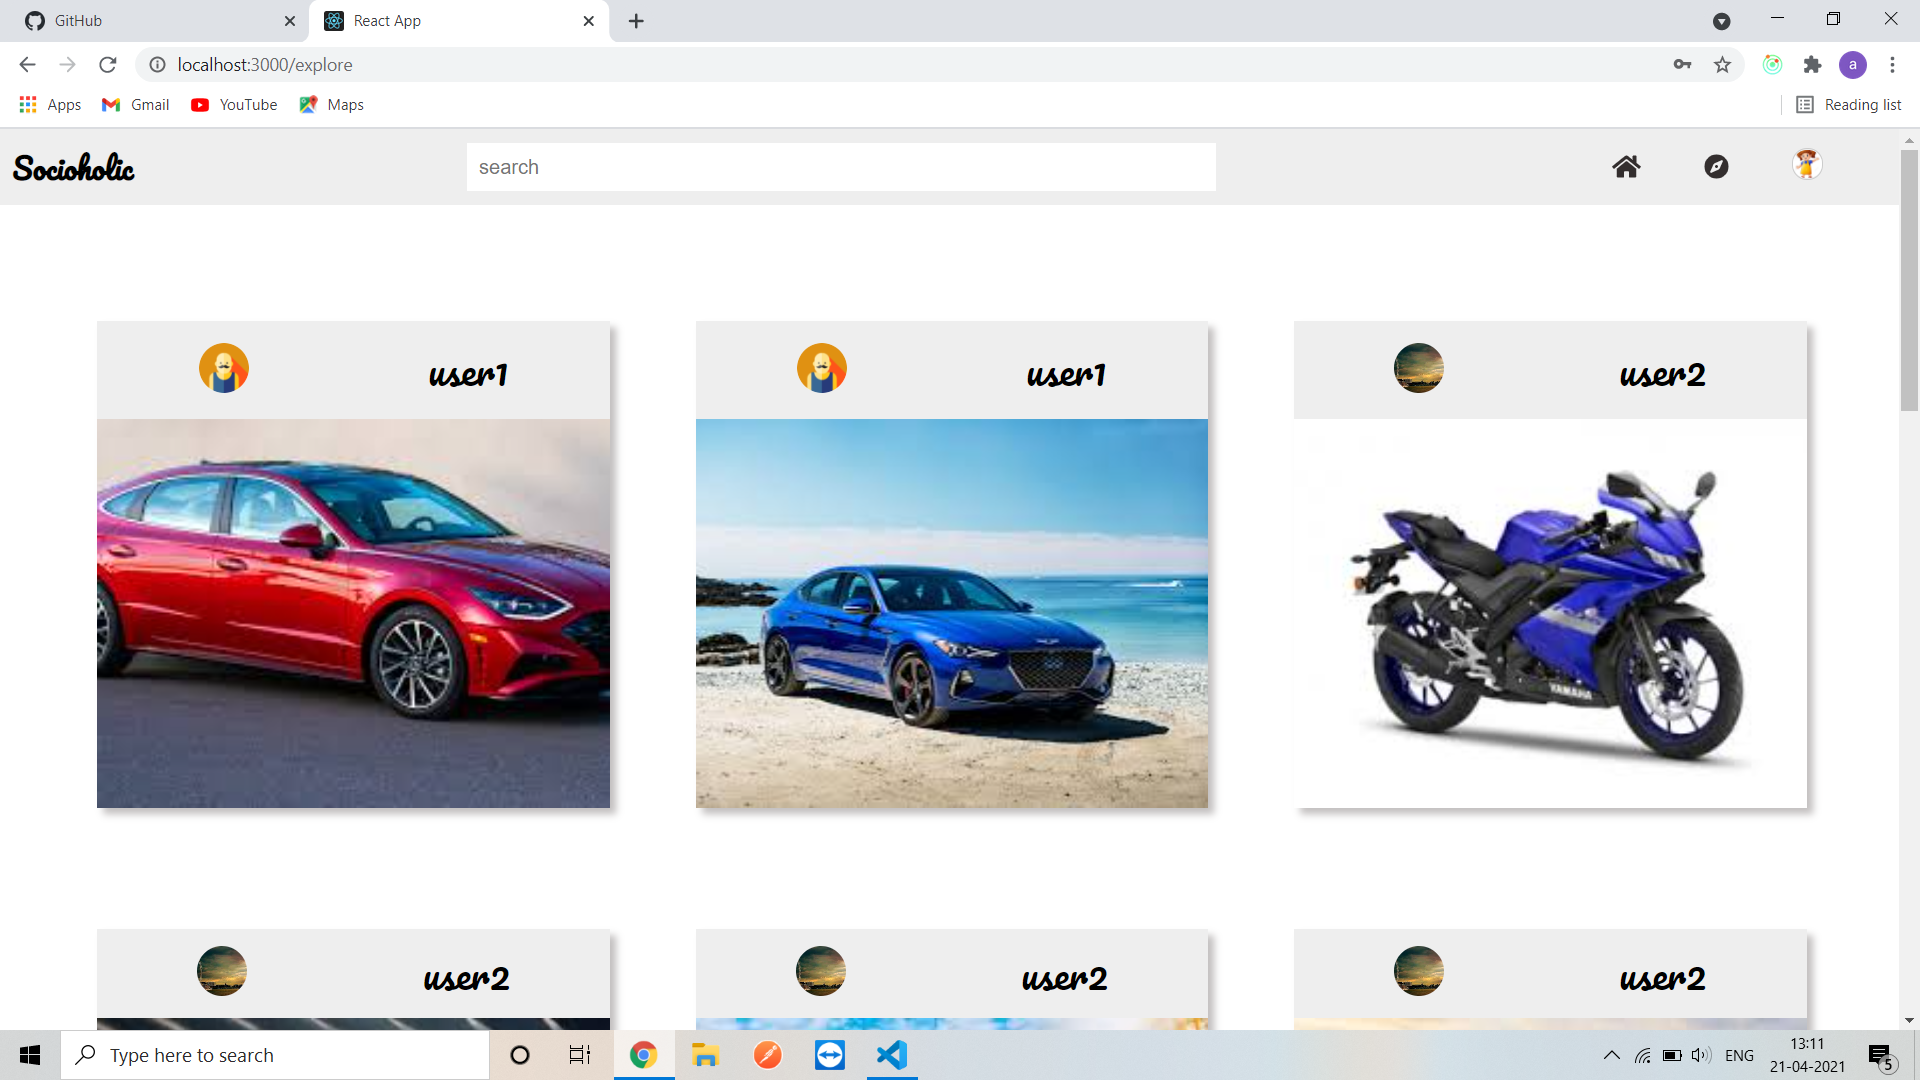 GitHub
React App
localhost:3000/explore
a
Apps
Gmail
YouTube
Maps
Reading list
Socioholic
search
user1
user1
user2
YAMAHA
user2
user2
user2
Type here to search
ENG
13:11
21-04-2021
5